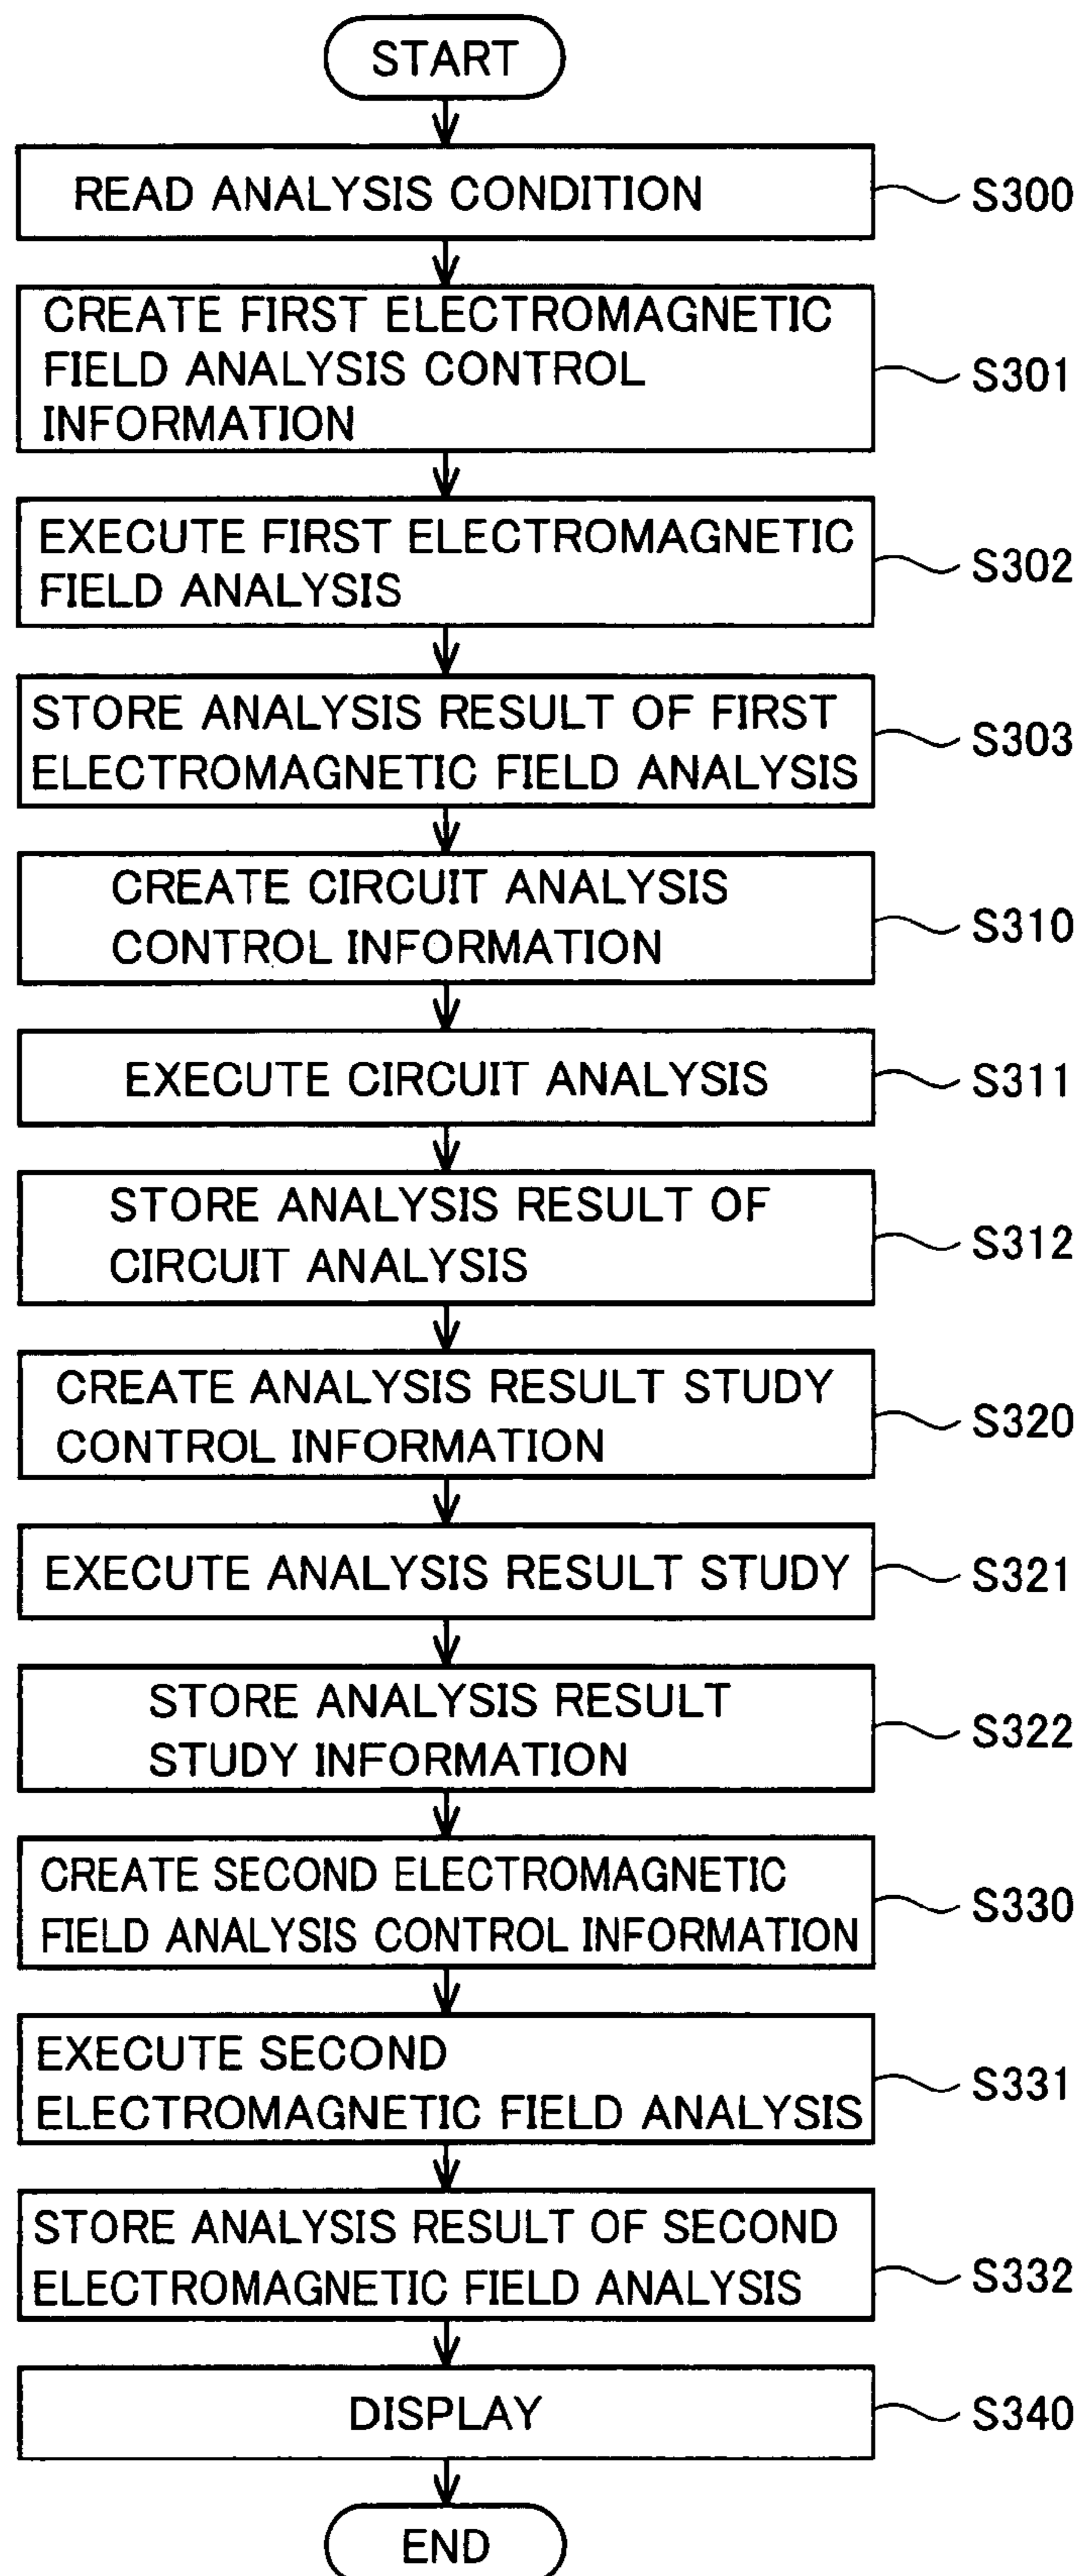 START
READ ANALYSIS CONDITION
S300
CREATE FIRST ELECTROMAGNETIC
FIELD ANALYSIS CONTROL
INFORMATION
S301
EXECUTE FIRST ELECTROMAGNETIC
FIELD ANALYSIS
S302
STORE ANALYSIS RESULT OF FIRST
ELECTROMAGNETIC FIELD ANALYSIS
S303
CREATE CIRCUIT ANALYSIS
CONTROL INFORMATION
S310
EXECUTE CIRCUIT ANALYSIS
S311
STORE ANALYSIS RESULT OF
CIRCUIT ANALYSIS
S312
CREATE ANALYSIS RESULT STUDY
CONTROL INFORMATION
S320
EXECUTE ANALYSIS RESULT STUDY
S321
STORE ANALYSIS RESULT
STUDY INFORMATION
S322
CREATE SECOND ELECTROMAGNETIC
FIELD ANALYSIS CONTROL INFORMATION
S330
EXECUTE SECOND
ELECTROMAGNETIC FIELD ANALYSIS
S331
STORE ANALYSIS RESULT OF SECOND
ELECTROMAGNETIC FIELD ANALYSIS
S332
DISPLAY
S340
END